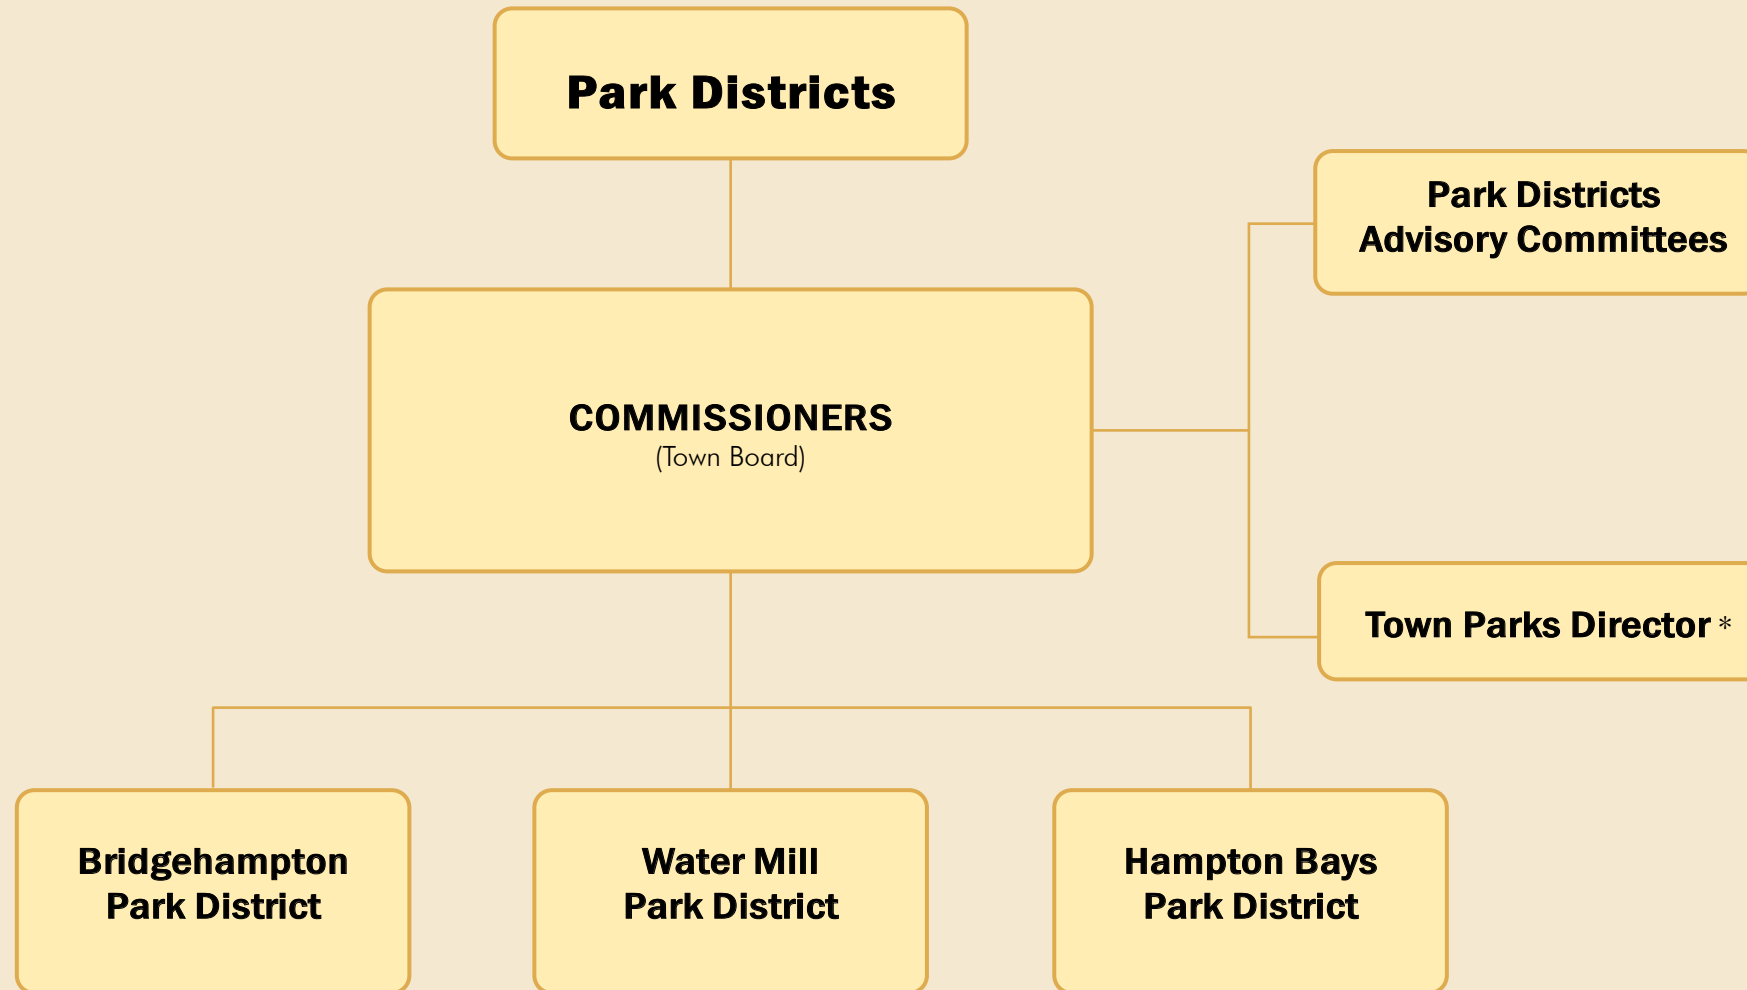 Park Districts
Park Districts
Advisory Committees
COMMISSIONERS
(Town Board)
Town Parks Director *
Bridgehampton
Park District
Water Mill
Park District
Hampton Bays
Park District